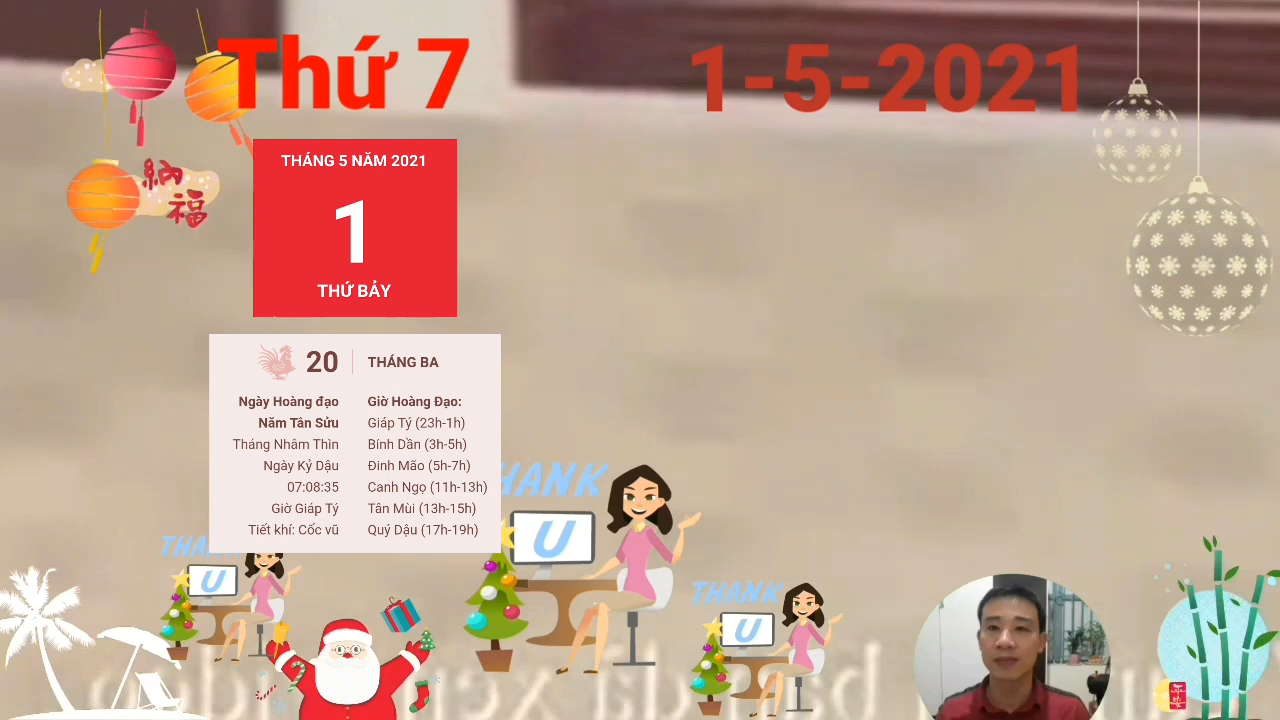 Thứ 7
1-5-2021
納
福
THÁNG 5 NĂM 2021
1
THỨ BẢY
20
THÁNG BA
Ngày Hoàng đạo
Năm Tân Sửu
Tháng Nhâm Thìn
Ngày Kỷ Dậu
07:08:35
Giờ Giáp Tý
Tiết khí: Cốc vũ
Giờ Hoàng Đạo:
Giáp Tý (23h-1h)
Bính Dần (3h-5h)
Đinh Mão (5h-7h)
Canh Ngọ (11h-13h)
Tân Mùi (13h-15h)
Quý Dậu (17h-19h)
HANK
U
THA
U
THANK
U